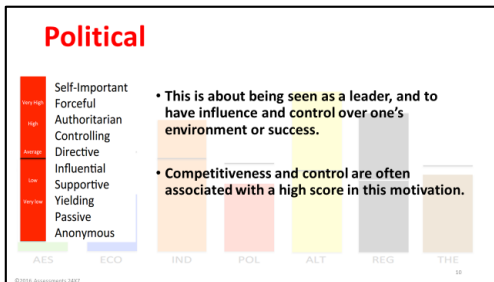 Political
Very High
High
Average
Low
Very low
Self-Important
Forceful
Authoritarian
Controlling
Directive
Influential
Supportive
Yielding
Passive
Anonymous
• This is about being seen as a leader, and to
have influence and control over one's
environment or success.
• Competitiveness and control are often
associated with a high score in this motivation.
AES ECO IND POL ALT REG THE
10
©2016 Assessments 24X7